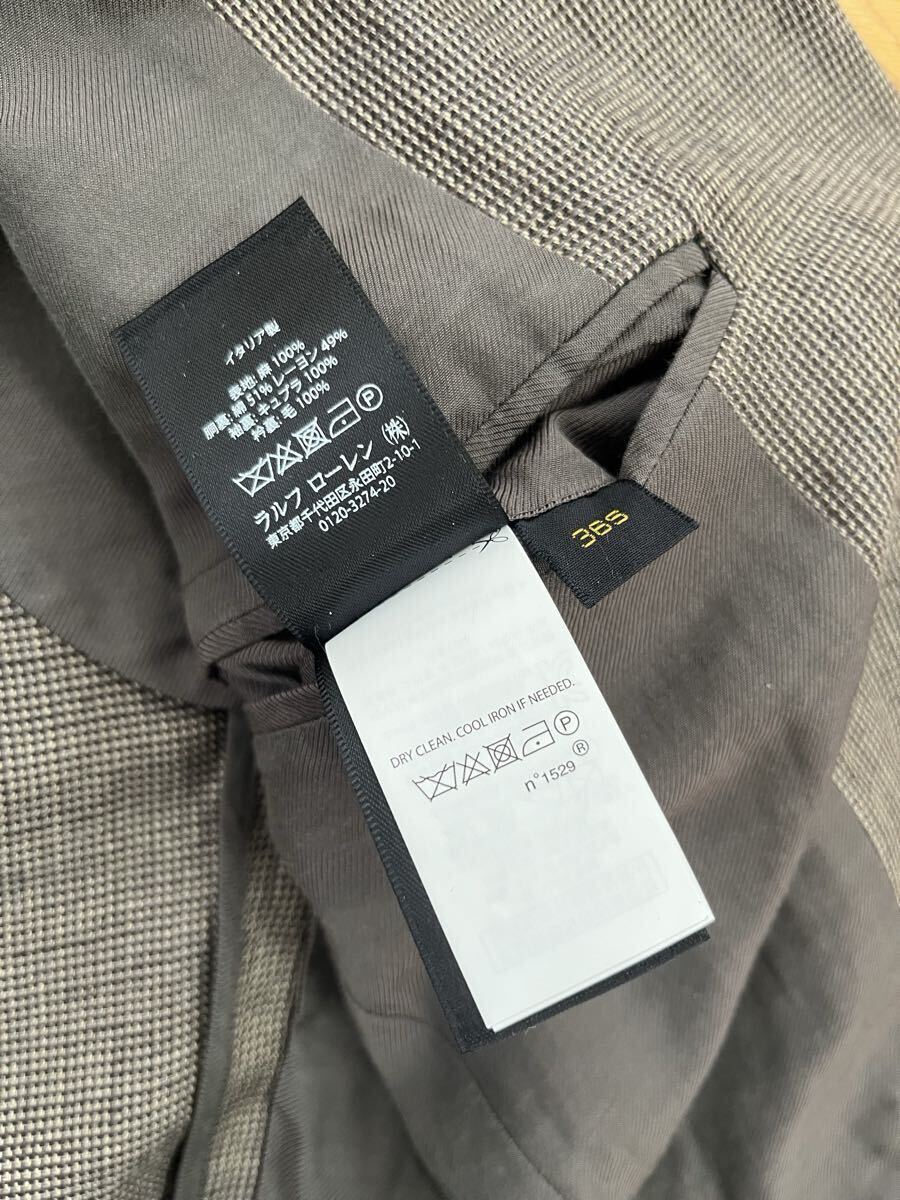 イタリア製
表地: 麻 100%
胴裏: 綿 51% レーヨン 49%
袖裏: キュプラ 100%
衿裏: 毛 100%
P
ラルフ ローレン (株)
東京都千代田区永田町2-10-1
0120-3274-20
36S
DRY CLEAN. COOL IRON IF NEEDED.
P
n°1529 ®